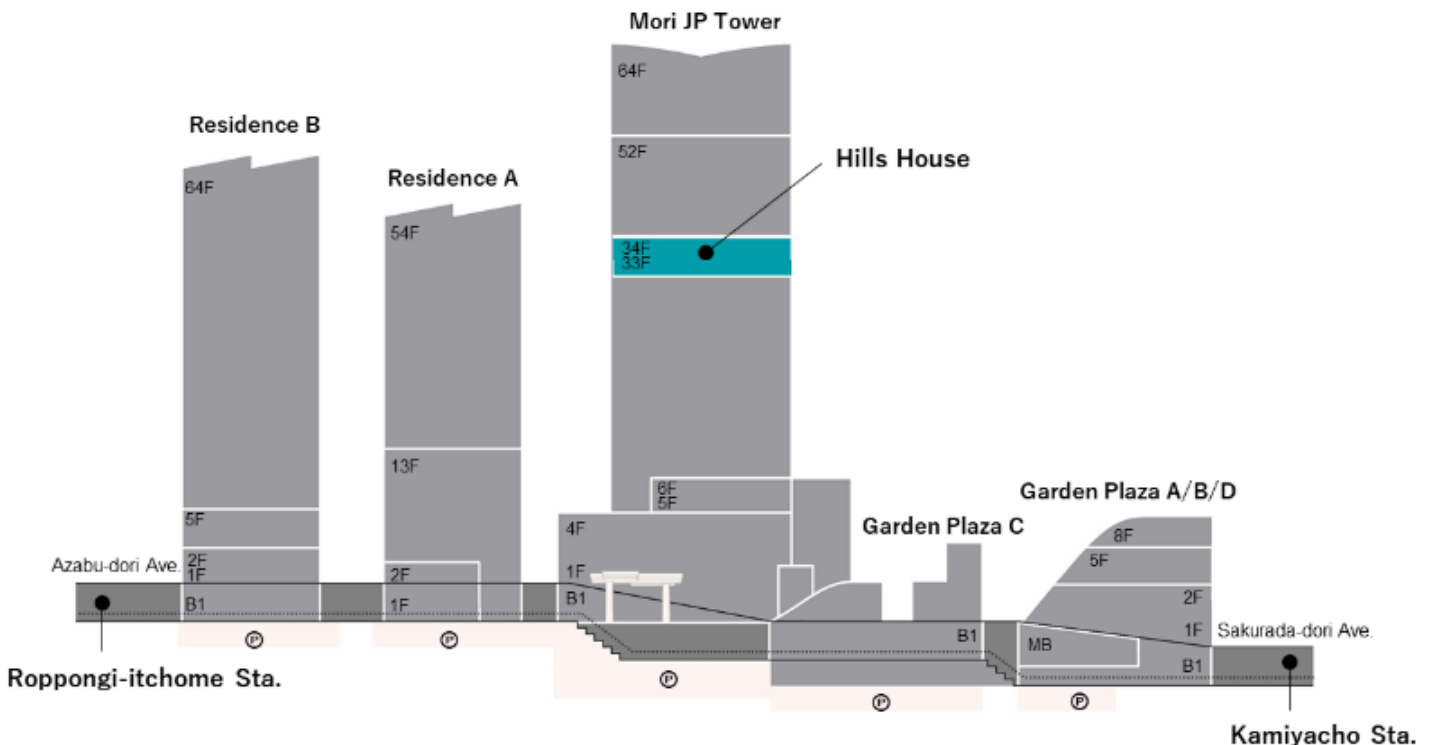 Mori JP Tower
64F
Residence B
52F
Hills House
Residence A
64F
54F
34F
33F
13F
6F
5F
Garden Plaza A/B/D
5F
4F
Garden Plaza C
8F
5F
Azabu-dori Ave.
2F
1F
2F
1F
B1
1F
B1
2F
1F
Sakurada-dori Ave.
B1
MB
B1
P
P
Roppongi-itchome Sta.
P
P
P
Kamiyacho Sta.